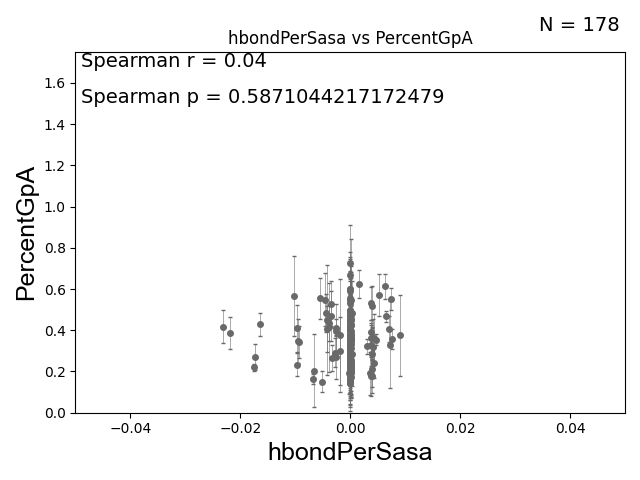 N = 178
hbondPerSasa vs PercentGpA
Spearman r = 0.04
Spearman p = 0.5871044217172479
PercentGpA
1.6
1.4
1.2
1.0
0.8
0.6
0.4
0.2
0.0
−0.04
−0.02
0.00
0.02
0.04
hbondPerSasa